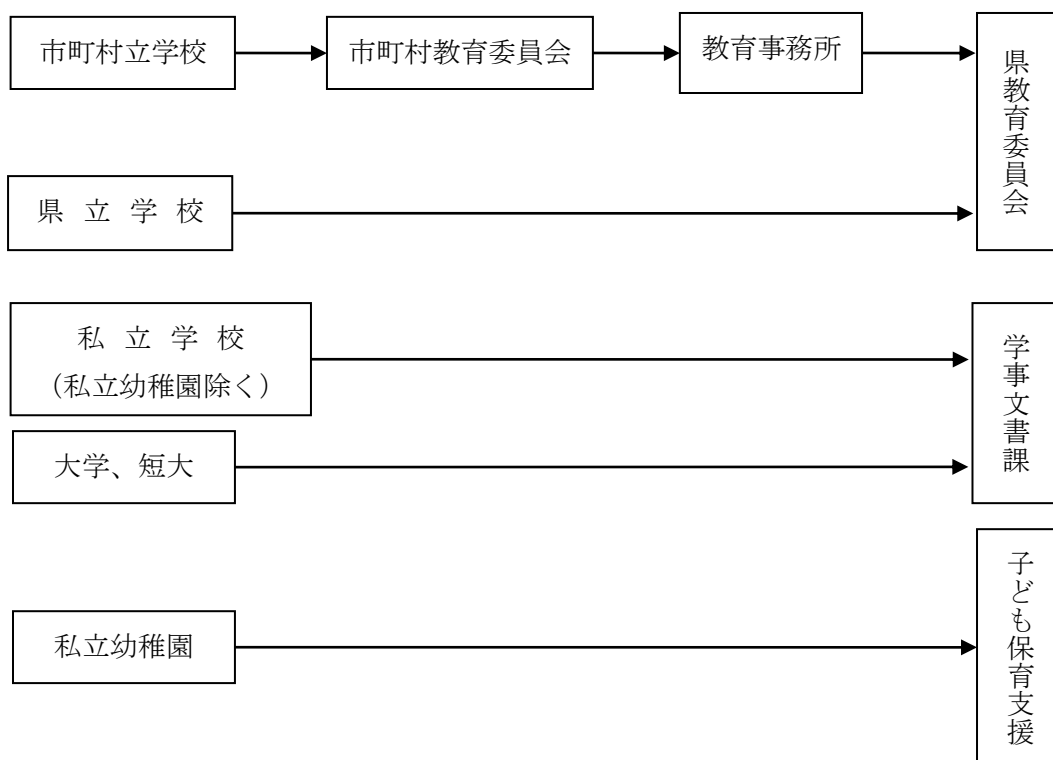 市町村立学校
市町村教育委員会
教育事務所
県教育委員会
県立学校
私立学校
（私立幼稚園除く）
学事文書課
大学、短大
私立幼稚園
子ども保育支援